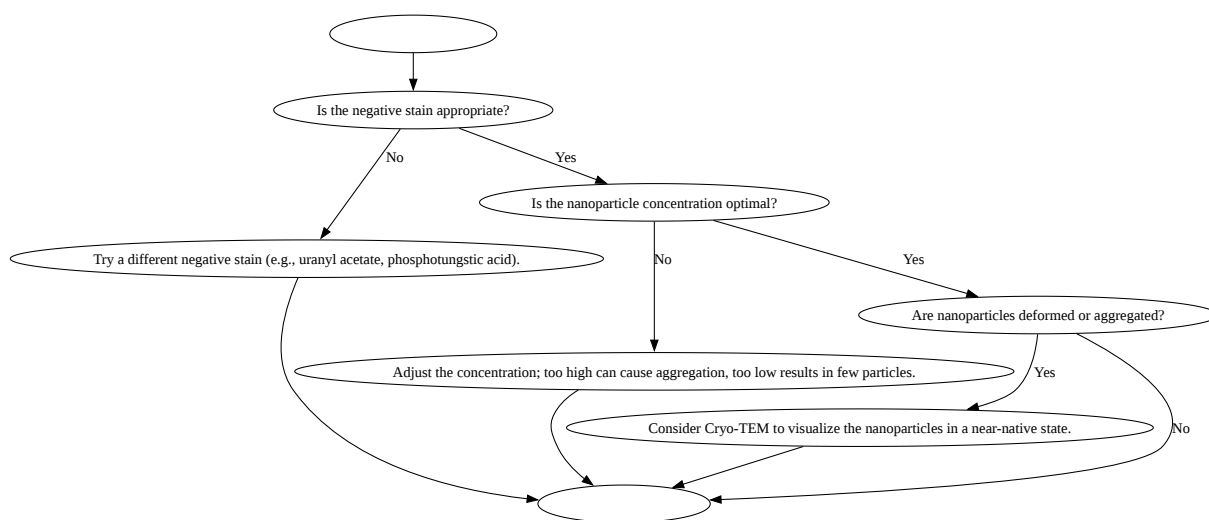 Is the negative stain appropriate?
No
Yes
Is the nanoparticle concentration optimal?
Try a different negative stain (e.g., uranyl acetate, phosphotungstic acid).
No
Yes
Are nanoparticles deformed or aggregated?
Adjust the concentration; too high can cause aggregation, too low results in few particles.
Yes
Consider Cryo-TEM to visualize the nanoparticles in a near-native state.
No